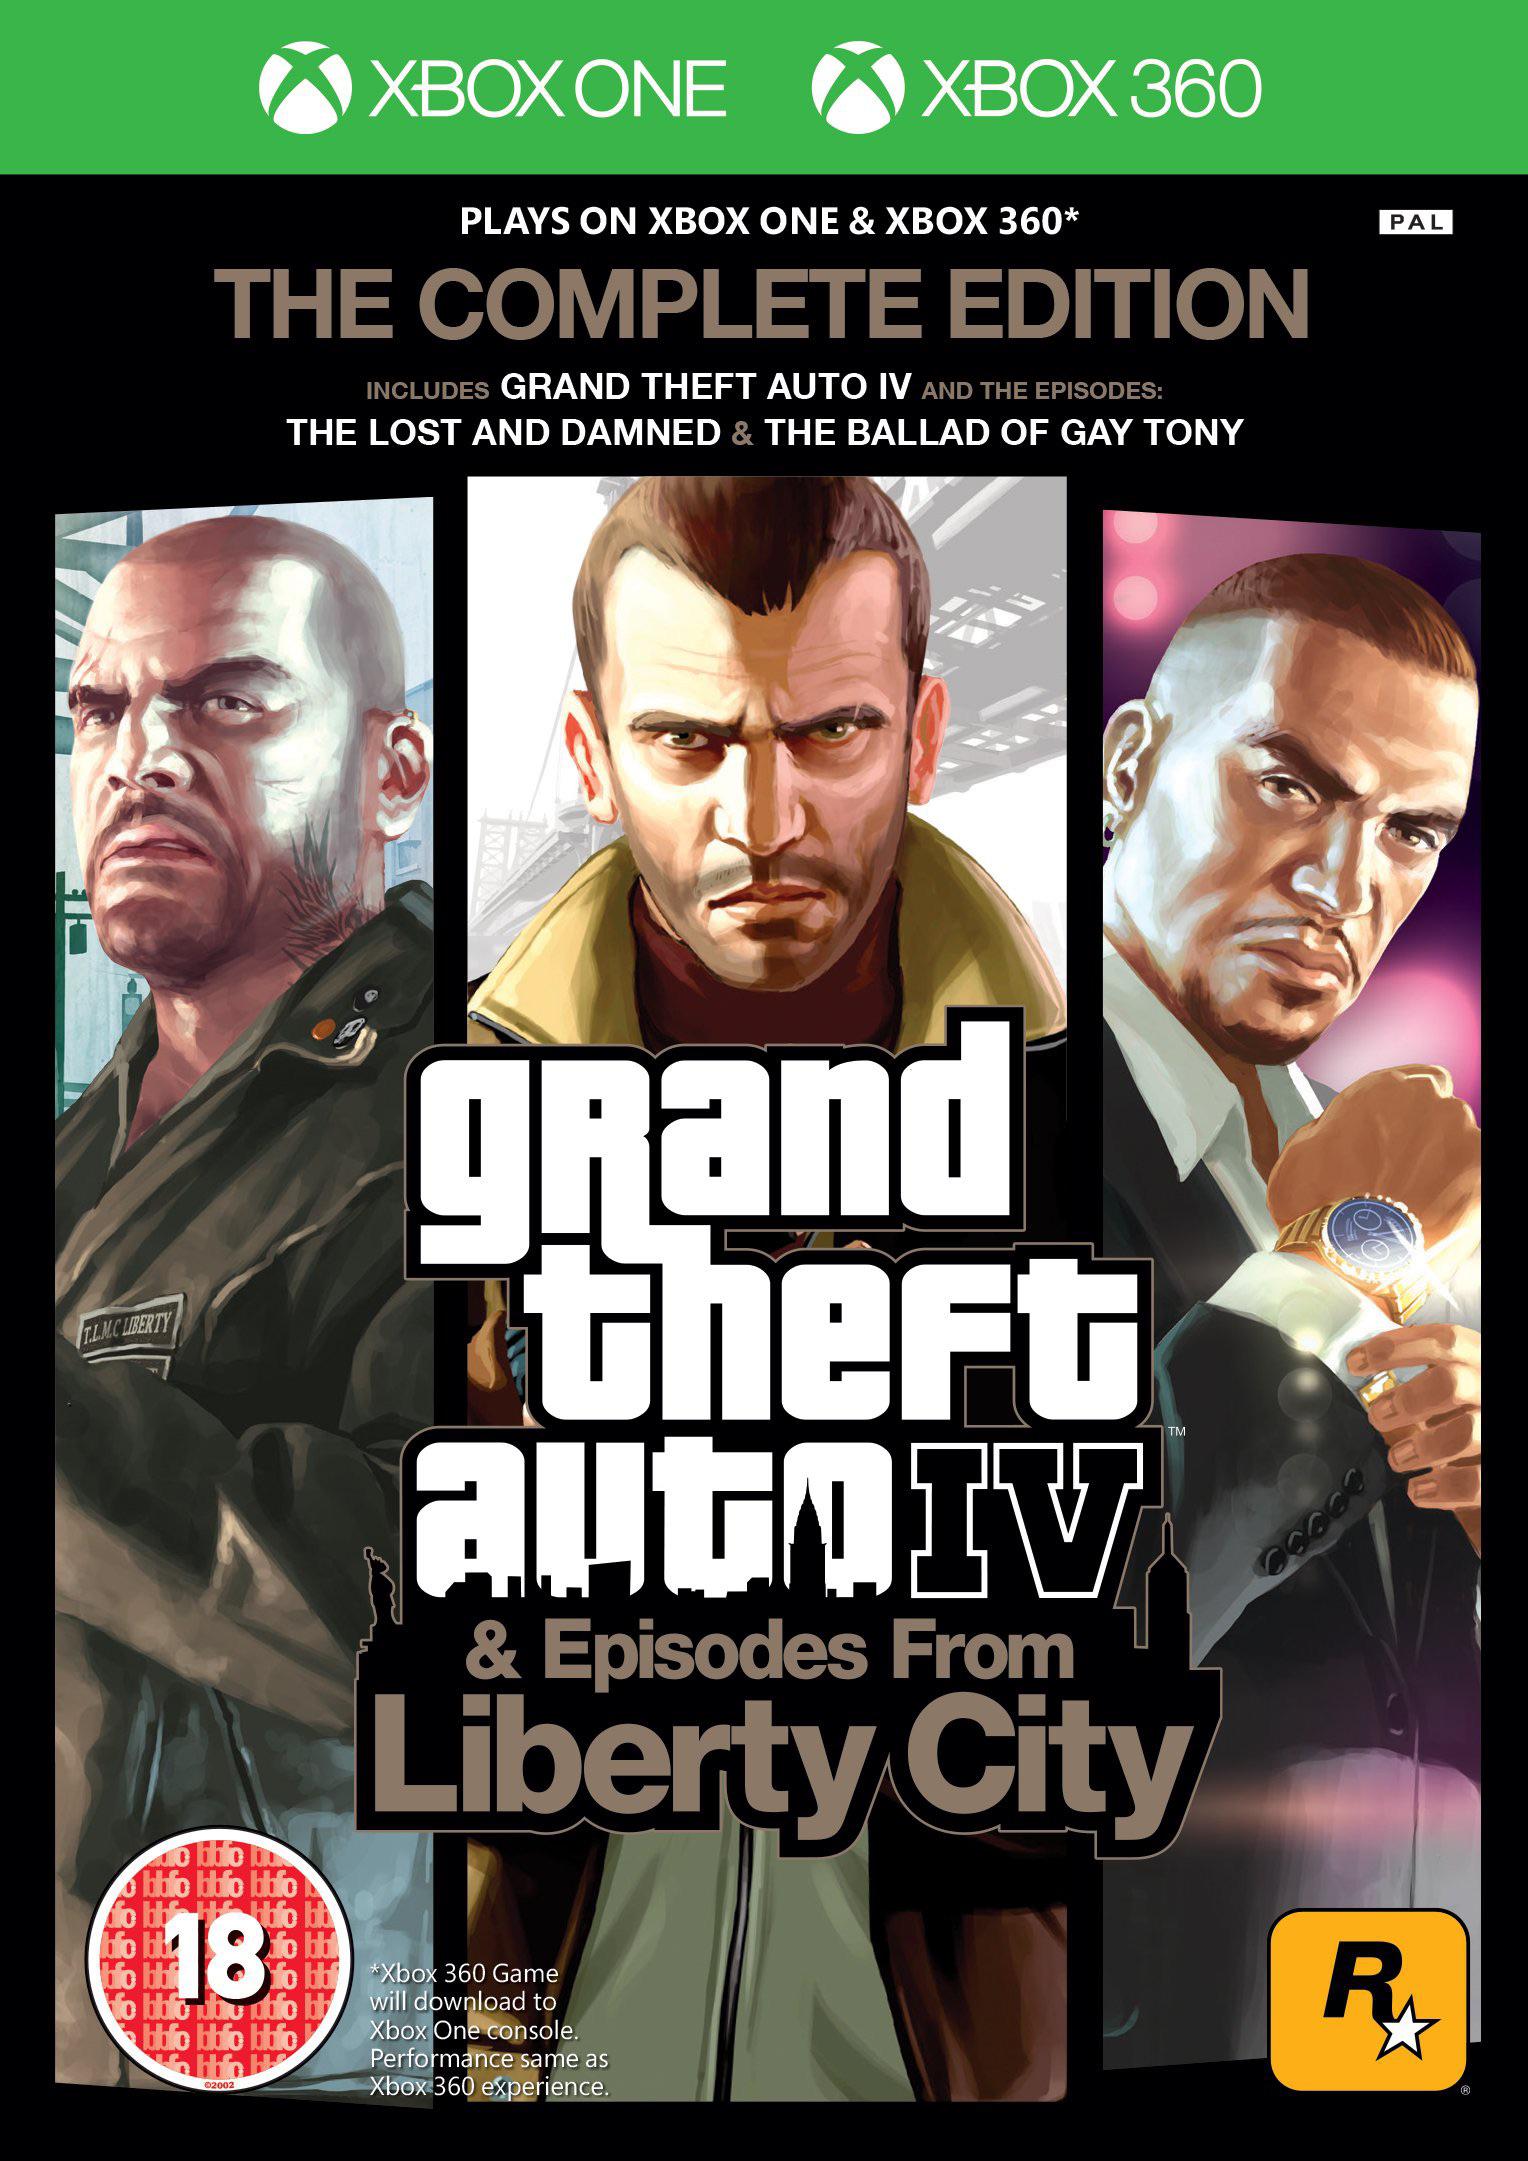 XBOX ONE XBOX 360
PLAYS ON XBOX ONE & XBOX 360*
PAL
THE COMPLETE EDITION
INCLUDES GRAND THEFT AUTO IV AND THE EPISODES:
THE LOST AND DAMNED & THE BALLAD OF GAY TONY
T.L.M.C LIBERTY
grand
theft
auto IV ™
& Episodes From
Liberty City
bbfc
18
©2002
*Xbox 360 Game
will download to
Xbox One console.
Performance same as
Xbox 360 experience.
R
®